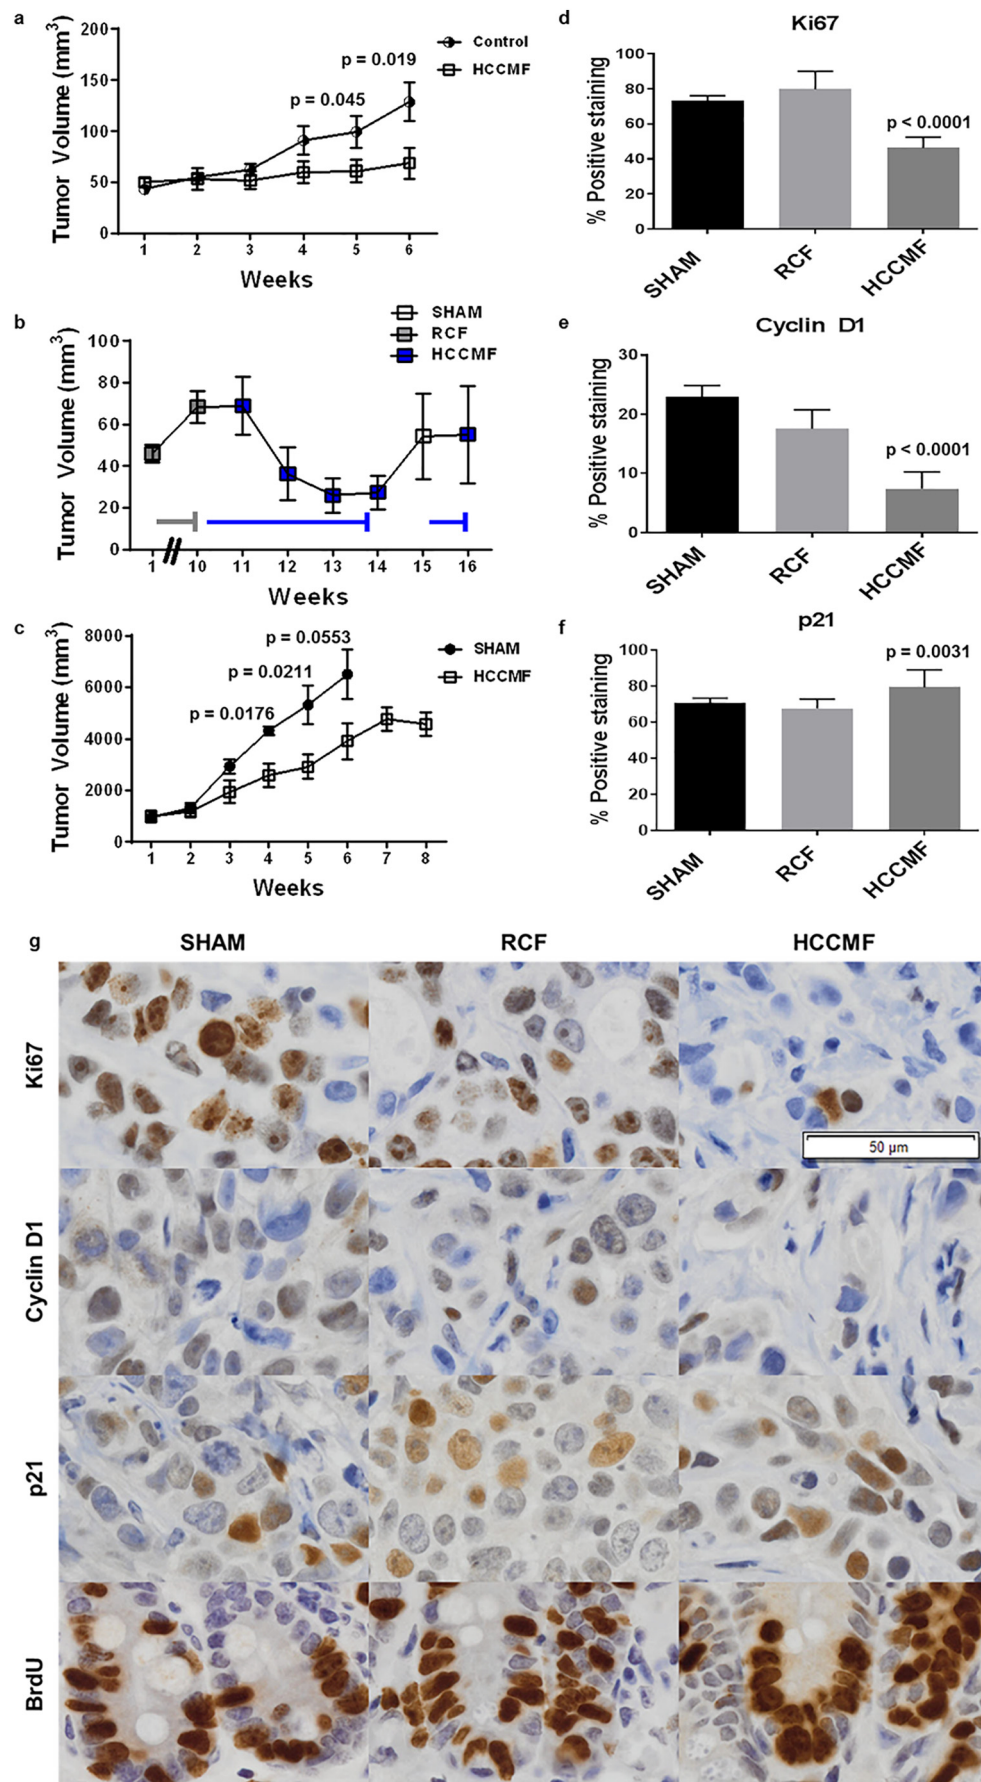 a
Tumor Volume (mm³)
200
150
100
50
0
1 2 3 4 5 6
Weeks
p = 0.045
p = 0.019
Control
HCCMF
b
Tumor Volume (mm³)
100
80
60
40
20
0
1 10 11 12 13 14 15 16
Weeks
SHAM
RCF
HCCMF
c
Tumor Volume (mm³)
8000
6000
4000
2000
0
1 2 3 4 5 6 7 8
Weeks
p = 0.0553
p = 0.0211
p = 0.0176
SHAM
HCCMF
d
Ki67
% Positive staining
100
80
60
40
20
0
p < 0.0001
SHAM RCF HCCMF
e
Cyclin D1
% Positive staining
30
20
10
0
p < 0.0001
SHAM RCF HCCMF
f
p21
% Positive staining
100
80
60
40
20
0
p = 0.0031
SHAM RCF HCCMF
g
SHAM RCF HCCMF
Ki67
50 µm
Cyclin D1
p21
BrdU